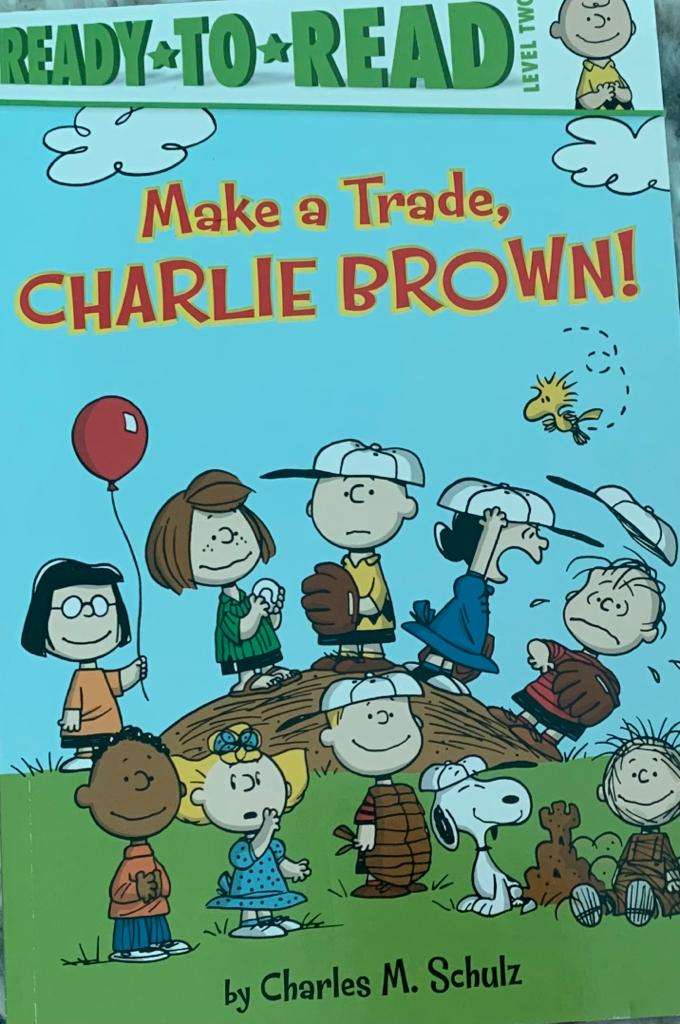 READY★TO★READ
LEVEL TWO
Make a Trade,
CHARLIE BROWN!
by Charles M. Schulz